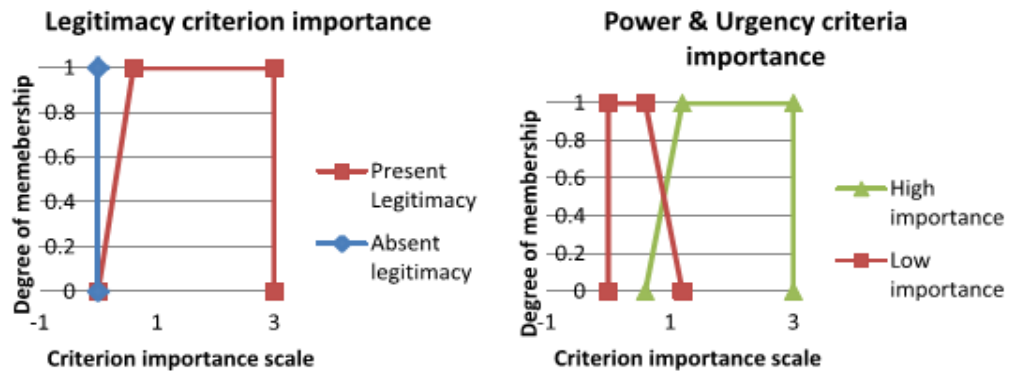 Legitimacy criterion importance
Degree of memebership
1
0.8
0.6
0.4
0.2
0
-1
1
3
Criterion importance scale
Present
Legitimacy
Absent
legitimacy
Power & Urgency criteria
importance
Degree of membership
1
0.8
0.6
0.4
0.2
0
-1
1
3
Criterion importance scale
High
importance
Low
importance